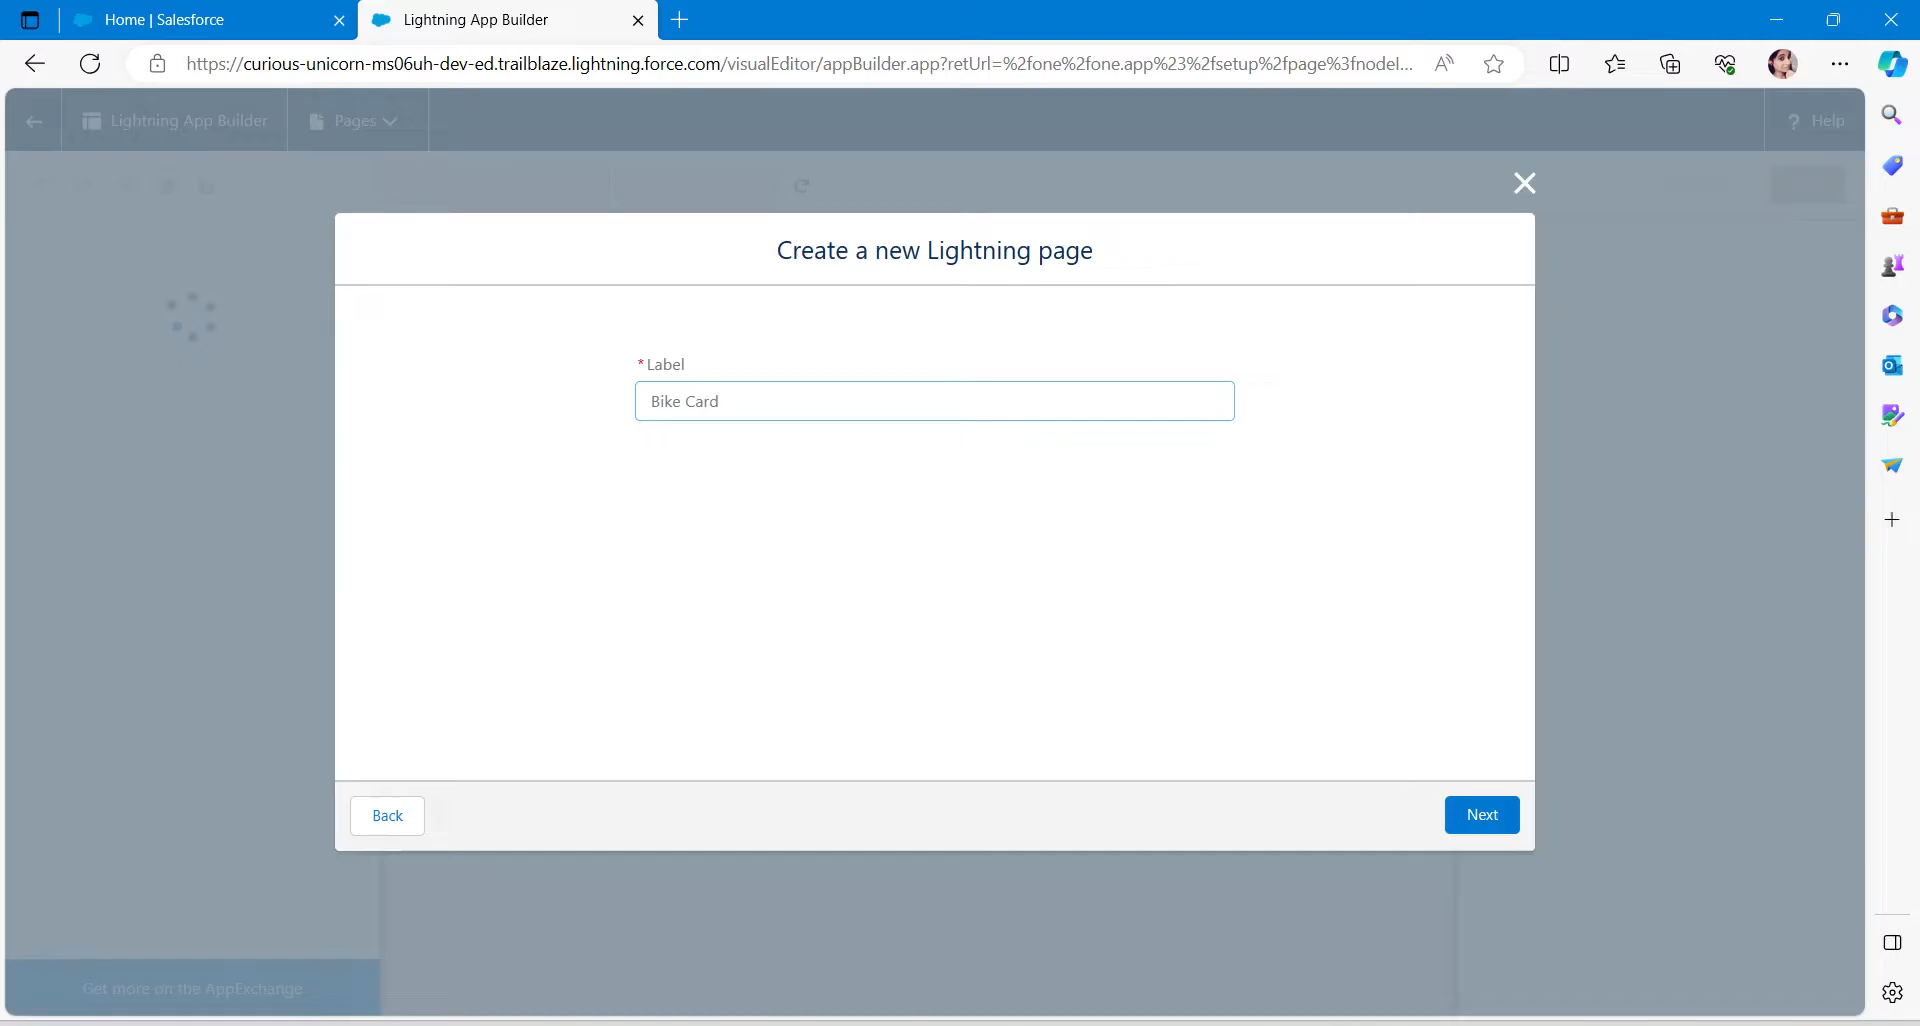 Home | Salesforce
Lightning App Builder
https://curious-unicorn-ms06uh-dev-ed.trailblaze.lightning.force.com/visualEditor/appBuilder.app?retUrl=%2fone%2fone.app%23%2fsetup%2fpage%3fnodeI...
Lightning App Builder
Pages
? Help
Create a new Lightning page
* Label
Bike Card
Back
Next
Get more on the AppExchange